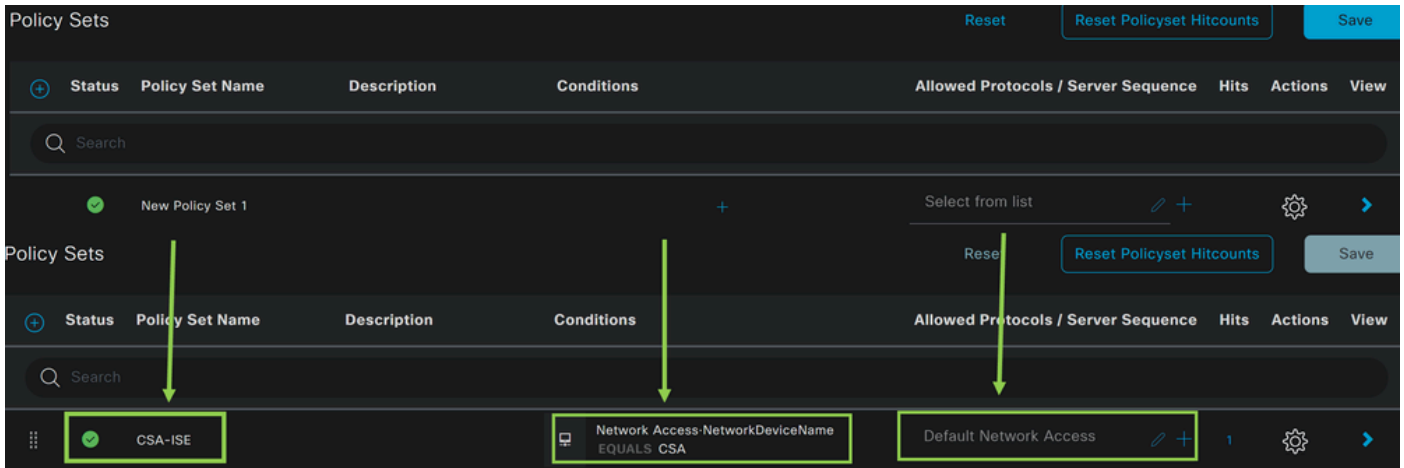 Policy Sets Reset Reset Policyset Hitcounts Save
Status Policy Set Name Description Conditions Allowed Protocols / Server Sequence Hits Actions View
Search
New Policy Set 1 Select from list
Policy Sets Reset Reset Policyset Hitcounts Save
Status Policy Set Name Description Conditions Allowed Protocols / Server Sequence Hits Actions View
Search
CSA-ISE Network Access·NetworkDeviceName Default Network Access 1
EQUALS CSA